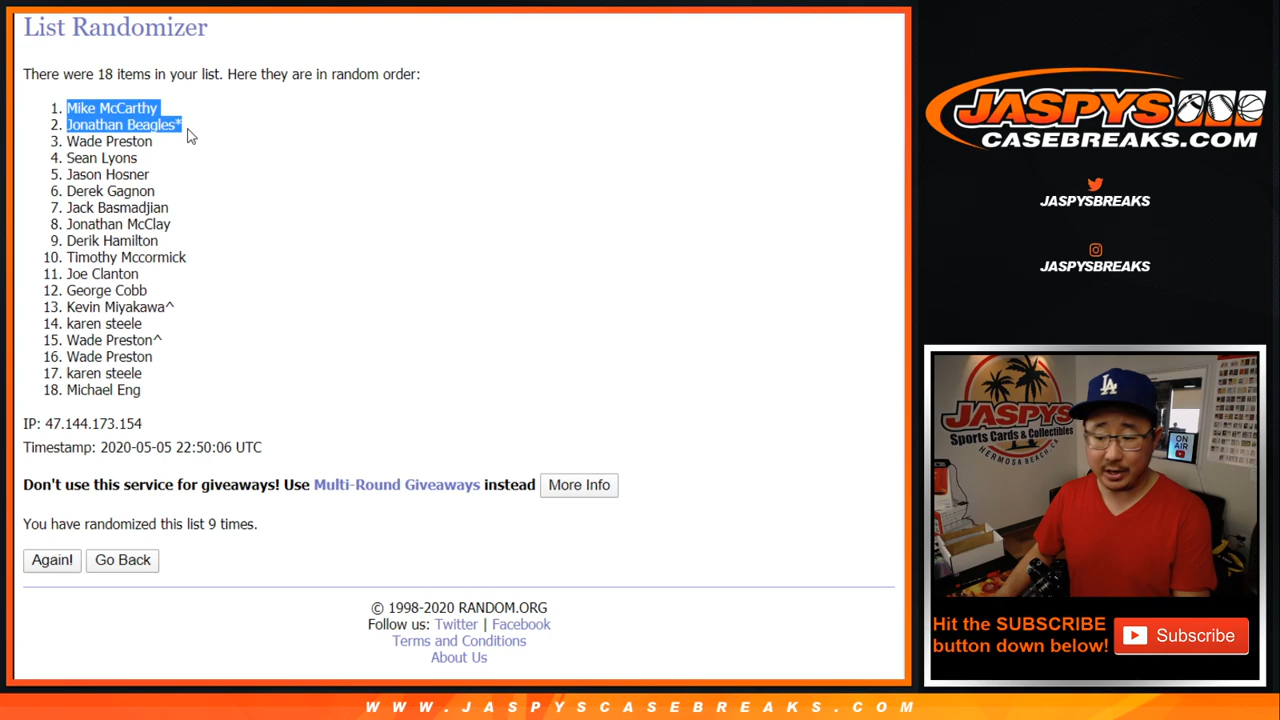 List Randomizer
There were 18 items in your list. Here they are in random order:
1. Mike McCarthy
2. Jonathan Beagles*
3. Wade Preston
4. Sean Lyons
5. Jason Hosner
6. Derek Gagnon
7. Jack Basmadjian
8. Jonathan McClay
9. Derik Hamilton
10. Timothy Mccormick
11. Joe Clanton
12. George Cobb
13. Kevin Miyakawa^
14. karen steele
15. Wade Preston^
16. Wade Preston
17. karen steele
18. Michael Eng
IP: 47.144.173.154
Timestamp: 2020-05-05 22:50:06 UTC
Don't use this service for giveaways! Use Multi-Round Giveaways instead More Info
You have randomized this list 9 times.
Again! Go Back
© 1998-2020 RANDOM.ORG
Follow us: Twitter | Facebook
Terms and Conditions
About Us
JASPYS
CASEBREAKS.COM
JASPYSBREAKS
JASPYSBREAKS
JASPYS
Sports Cards & Collectibles
HERMOSA BEACH, CA
LA
ON
AIR
Hit the SUBSCRIBE
button down below!
Subscribe
WWW.JASPYSCASEBREAKS.COM